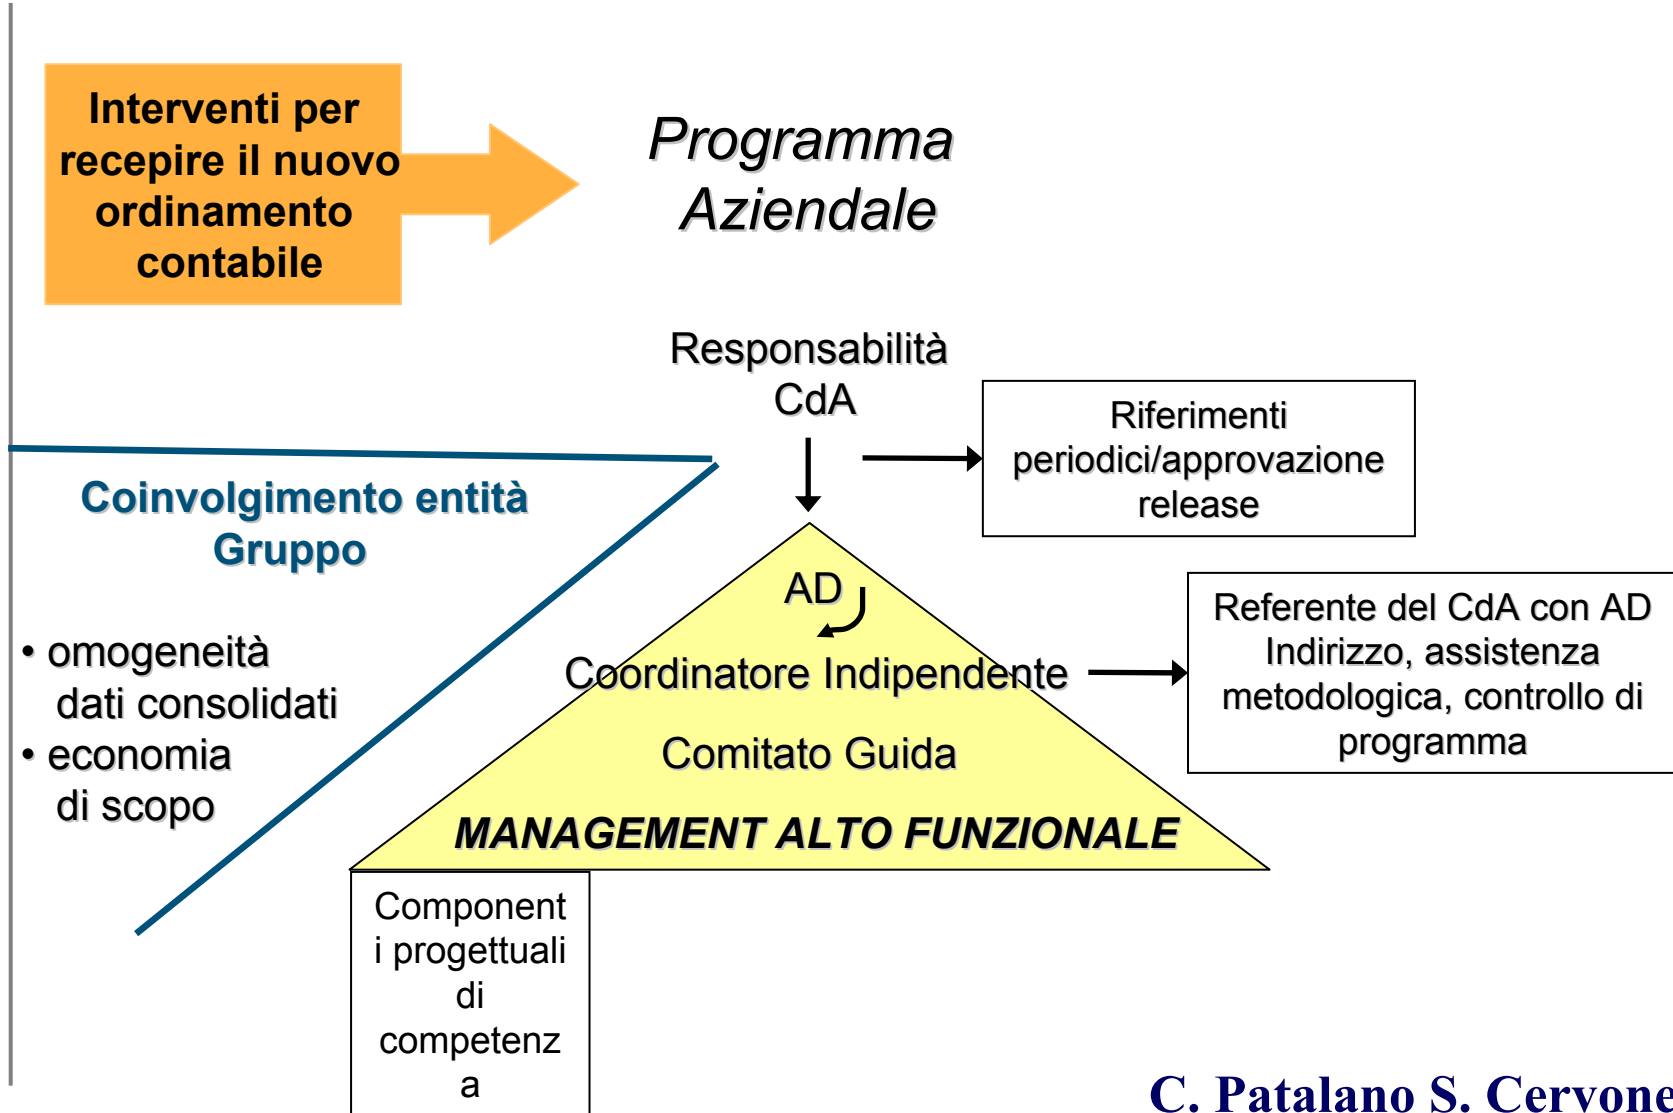 Interventi per
recepire il nuovo
ordinamento
contabile
Programma
Aziendale
Responsabilità
CdA
Riferimenti
periodici/approvazione
release
Coinvolgimento entità
Gruppo
• omogeneità
dati consolidati
• economia
di scopo
AD
Coordinatore Indipendente
Comitato Guida
MANAGEMENT ALTO FUNZIONALE
Referente del CdA con AD
Indirizzo, assistenza
metodologica, controllo di
programma
Component
i progettuali
di
competenz
a
C. Patalano S. Cervone